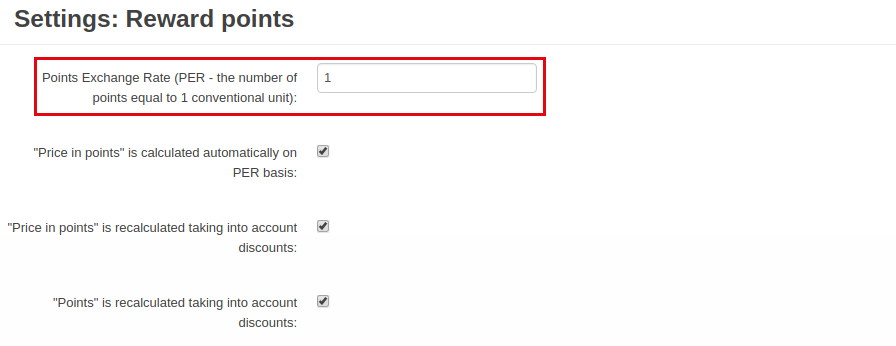 Settings: Reward points
Points Exchange Rate (PER - the number of
points equal to 1 conventional unit):
1
"Price in points" is calculated automatically on
PER basis:
"Price in points" is recalculated taking into account
discounts:
"Points" is recalculated taking into account
discounts: